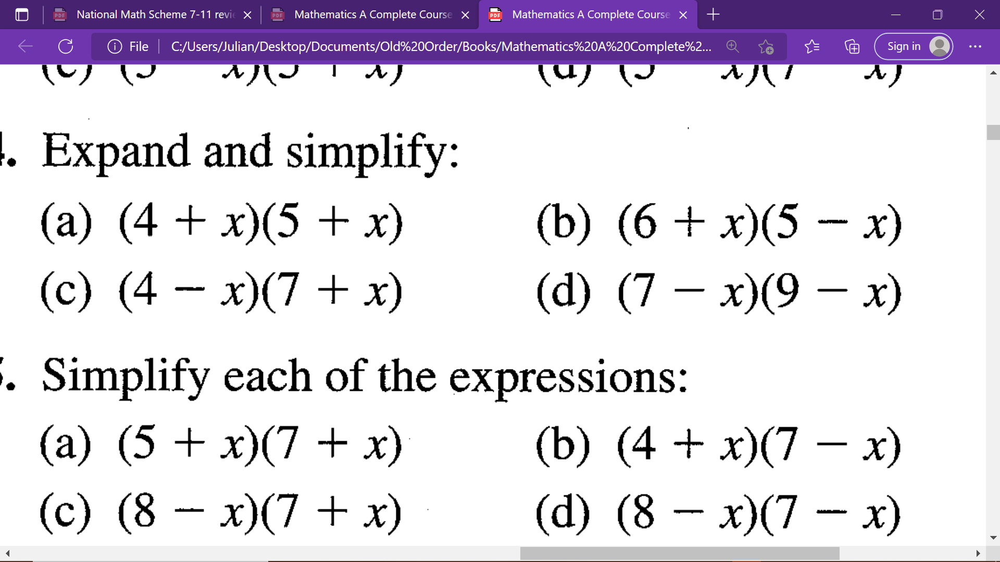 National Math Scheme 7-11 revi
Mathematics A Complete Course
Mathematics A Complete Course
File
C:/Users/Julian/Desktop/Documents/Old%20Order/Books/Mathematics%20A%20Complete%2...
Sign in
. Expand and simplify:
(a) (4 + x)(5 + x) (b) (6 + x)(5 − x)
(c) (4 − x)(7 + x) (d) (7 − x)(9 − x)
. Simplify each of the expressions:
(a) (5 + x)(7 + x) (b) (4 + x)(7 − x)
(c) (8 − x)(7 + x) (d) (8 − x)(7 − x)